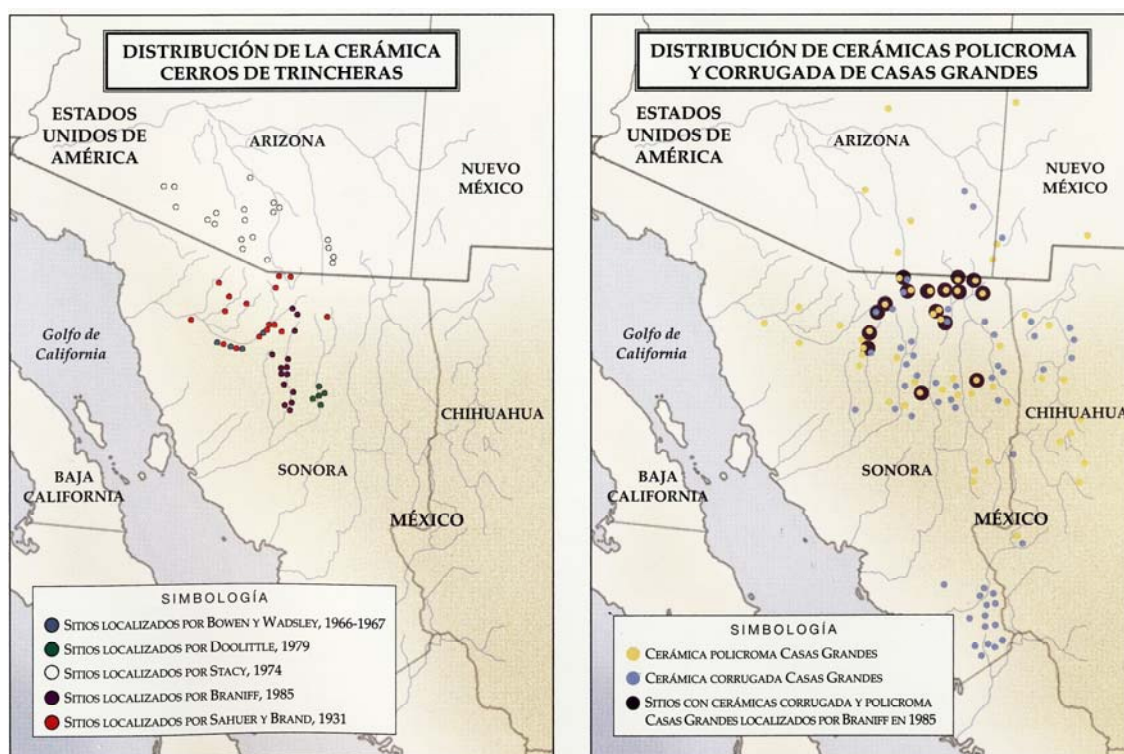 DISTRIBUCIÓN DE LA CERÁMICA
CERROS DE TRINCHERAS
ESTADOS
UNIDOS DE
AMÉRICA
ARIZONA
NUEVO
MÉXICO
Golfo de
California
CHIHUAHUA
SONORA
BAJA
CALIFORNIA
MÉXICO
SIMBOLOGÍA
SITIOS LOCALIZADOS POR BOWEN Y WADSLEY, 1966-1967
SITIOS LOCALIZADOS POR DOOLITTLE, 1979
SITIOS LOCALIZADOS POR STACY, 1974
SITIOS LOCALIZADOS POR BRANIFF, 1985
SITIOS LOCALIZADOS POR SAHUER Y BRAND, 1931
DISTRIBUCIÓN DE CERÁMICAS POLICROMA
Y CORRUGADA DE CASAS GRANDES
ESTADOS
UNIDOS DE
AMÉRICA
ARIZONA
NUEVO
MÉXICO
Golfo de
California
CHIHUAHUA
SONORA
BAJA
CALIFORNIA
MÉXICO
SIMBOLOGÍA
CERÁMICA POLICROMA CASAS GRANDES
CERÁMICA CORRUGADA CASAS GRANDES
SITIOS CON CERÁMICAS CORRUGADA Y POLICROMA
CASAS GRANDES LOCALIZADOS POR BRANIFF EN 1985